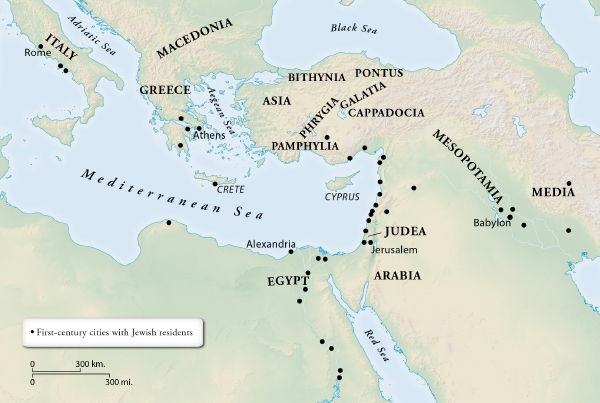 Adriatic Sea
ITALY
Rome
MACEDONIA
Black Sea
BITHYNIA
PONTUS
GREECE
Aegean Sea
ASIA
PHRYGIA
GALATIA
CAPPADOCIA
Athens
PAMPHYLIA
MESOPOTAMIA
MEDIA
Mediterranean Sea
CRETE
CYPRUS
Babylon
JUDEA
Alexandria
Jerusalem
EGYPT
ARABIA
Red Sea
• First-century cities with Jewish residents
0 300 km.
0 300 mi.